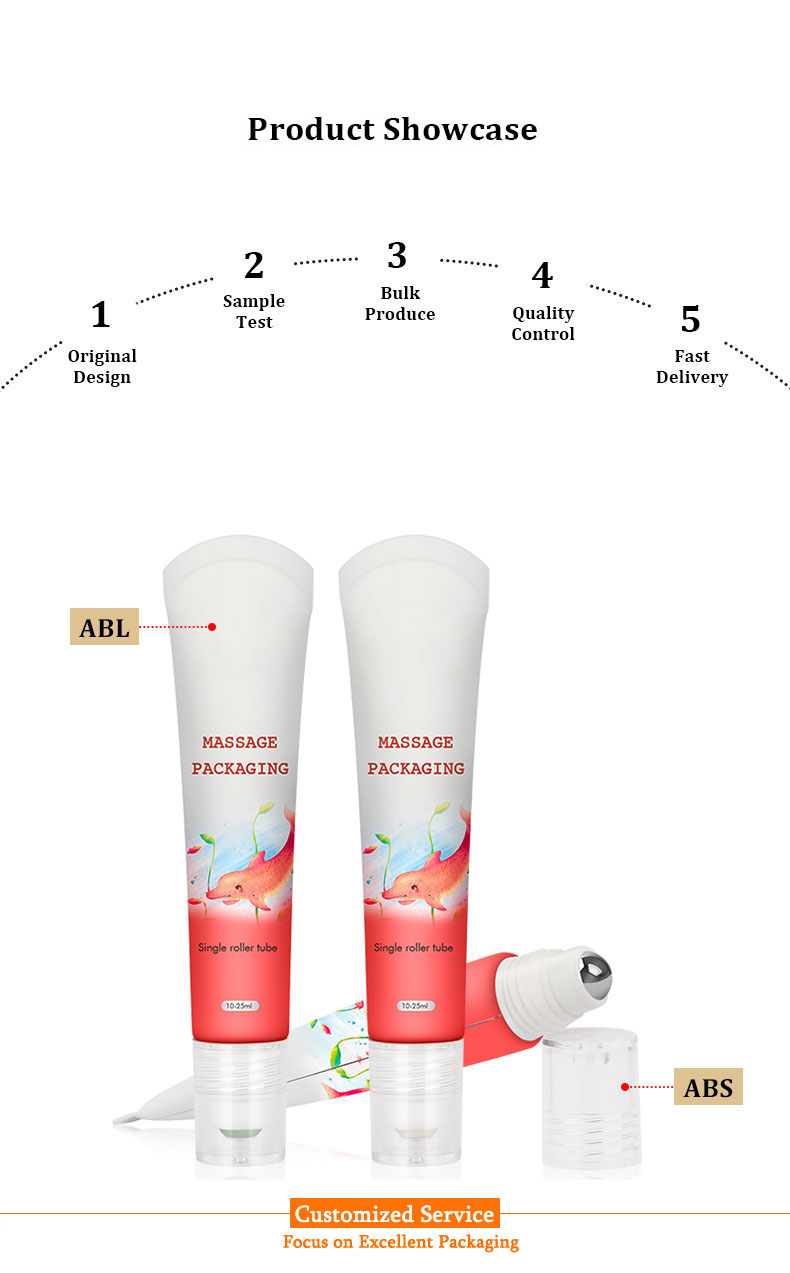 Product Showcase
1
Original
Design
2
Sample
Test
3
Bulk
Produce
4
Quality
Control
5
Fast
Delivery
ABL
MASSAGE
PACKAGING
Single roller tube
10-25ml
MASSAGE
PACKAGING
Single roller tube
10-25ml
ABS
Customized Service
Focus on Excellent Packaging